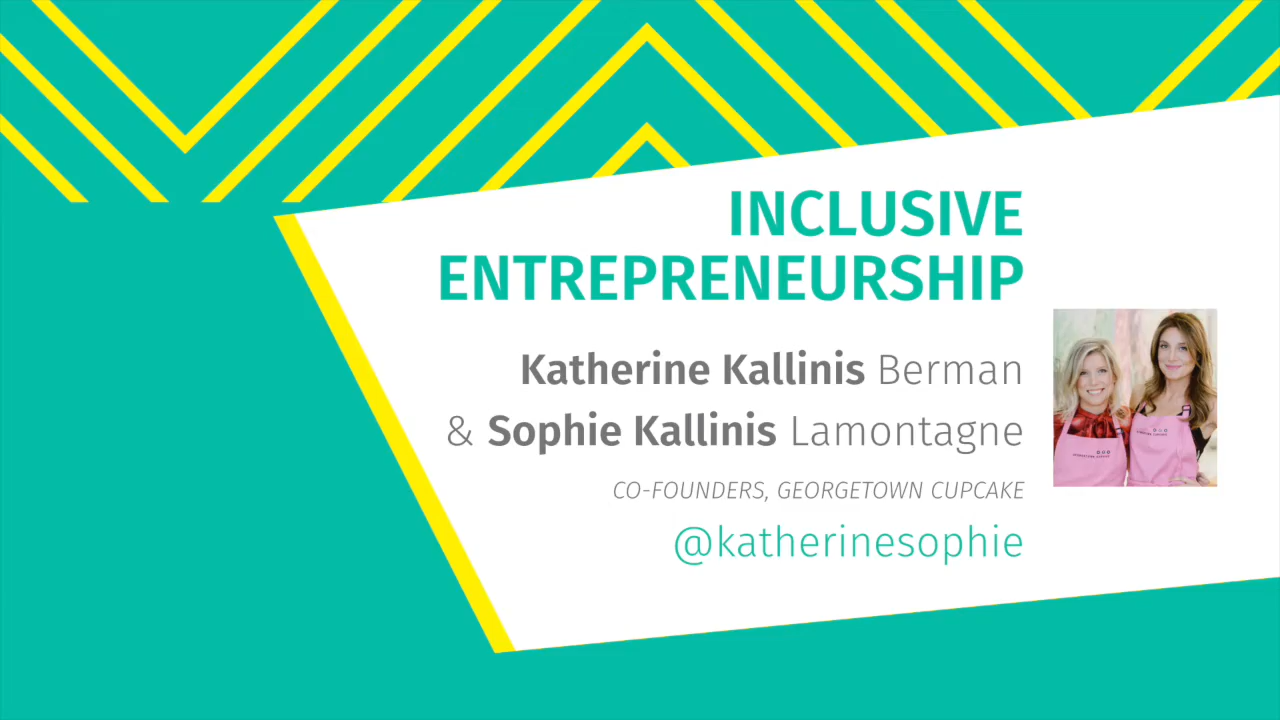 INCLUSIVE
ENTREPRENEURSHIP
Katherine Kallinis Berman
& Sophie Kallinis Lamontagne
CO-FOUNDERS, GEORGETOWN CUPCAKE
@katherinesophie